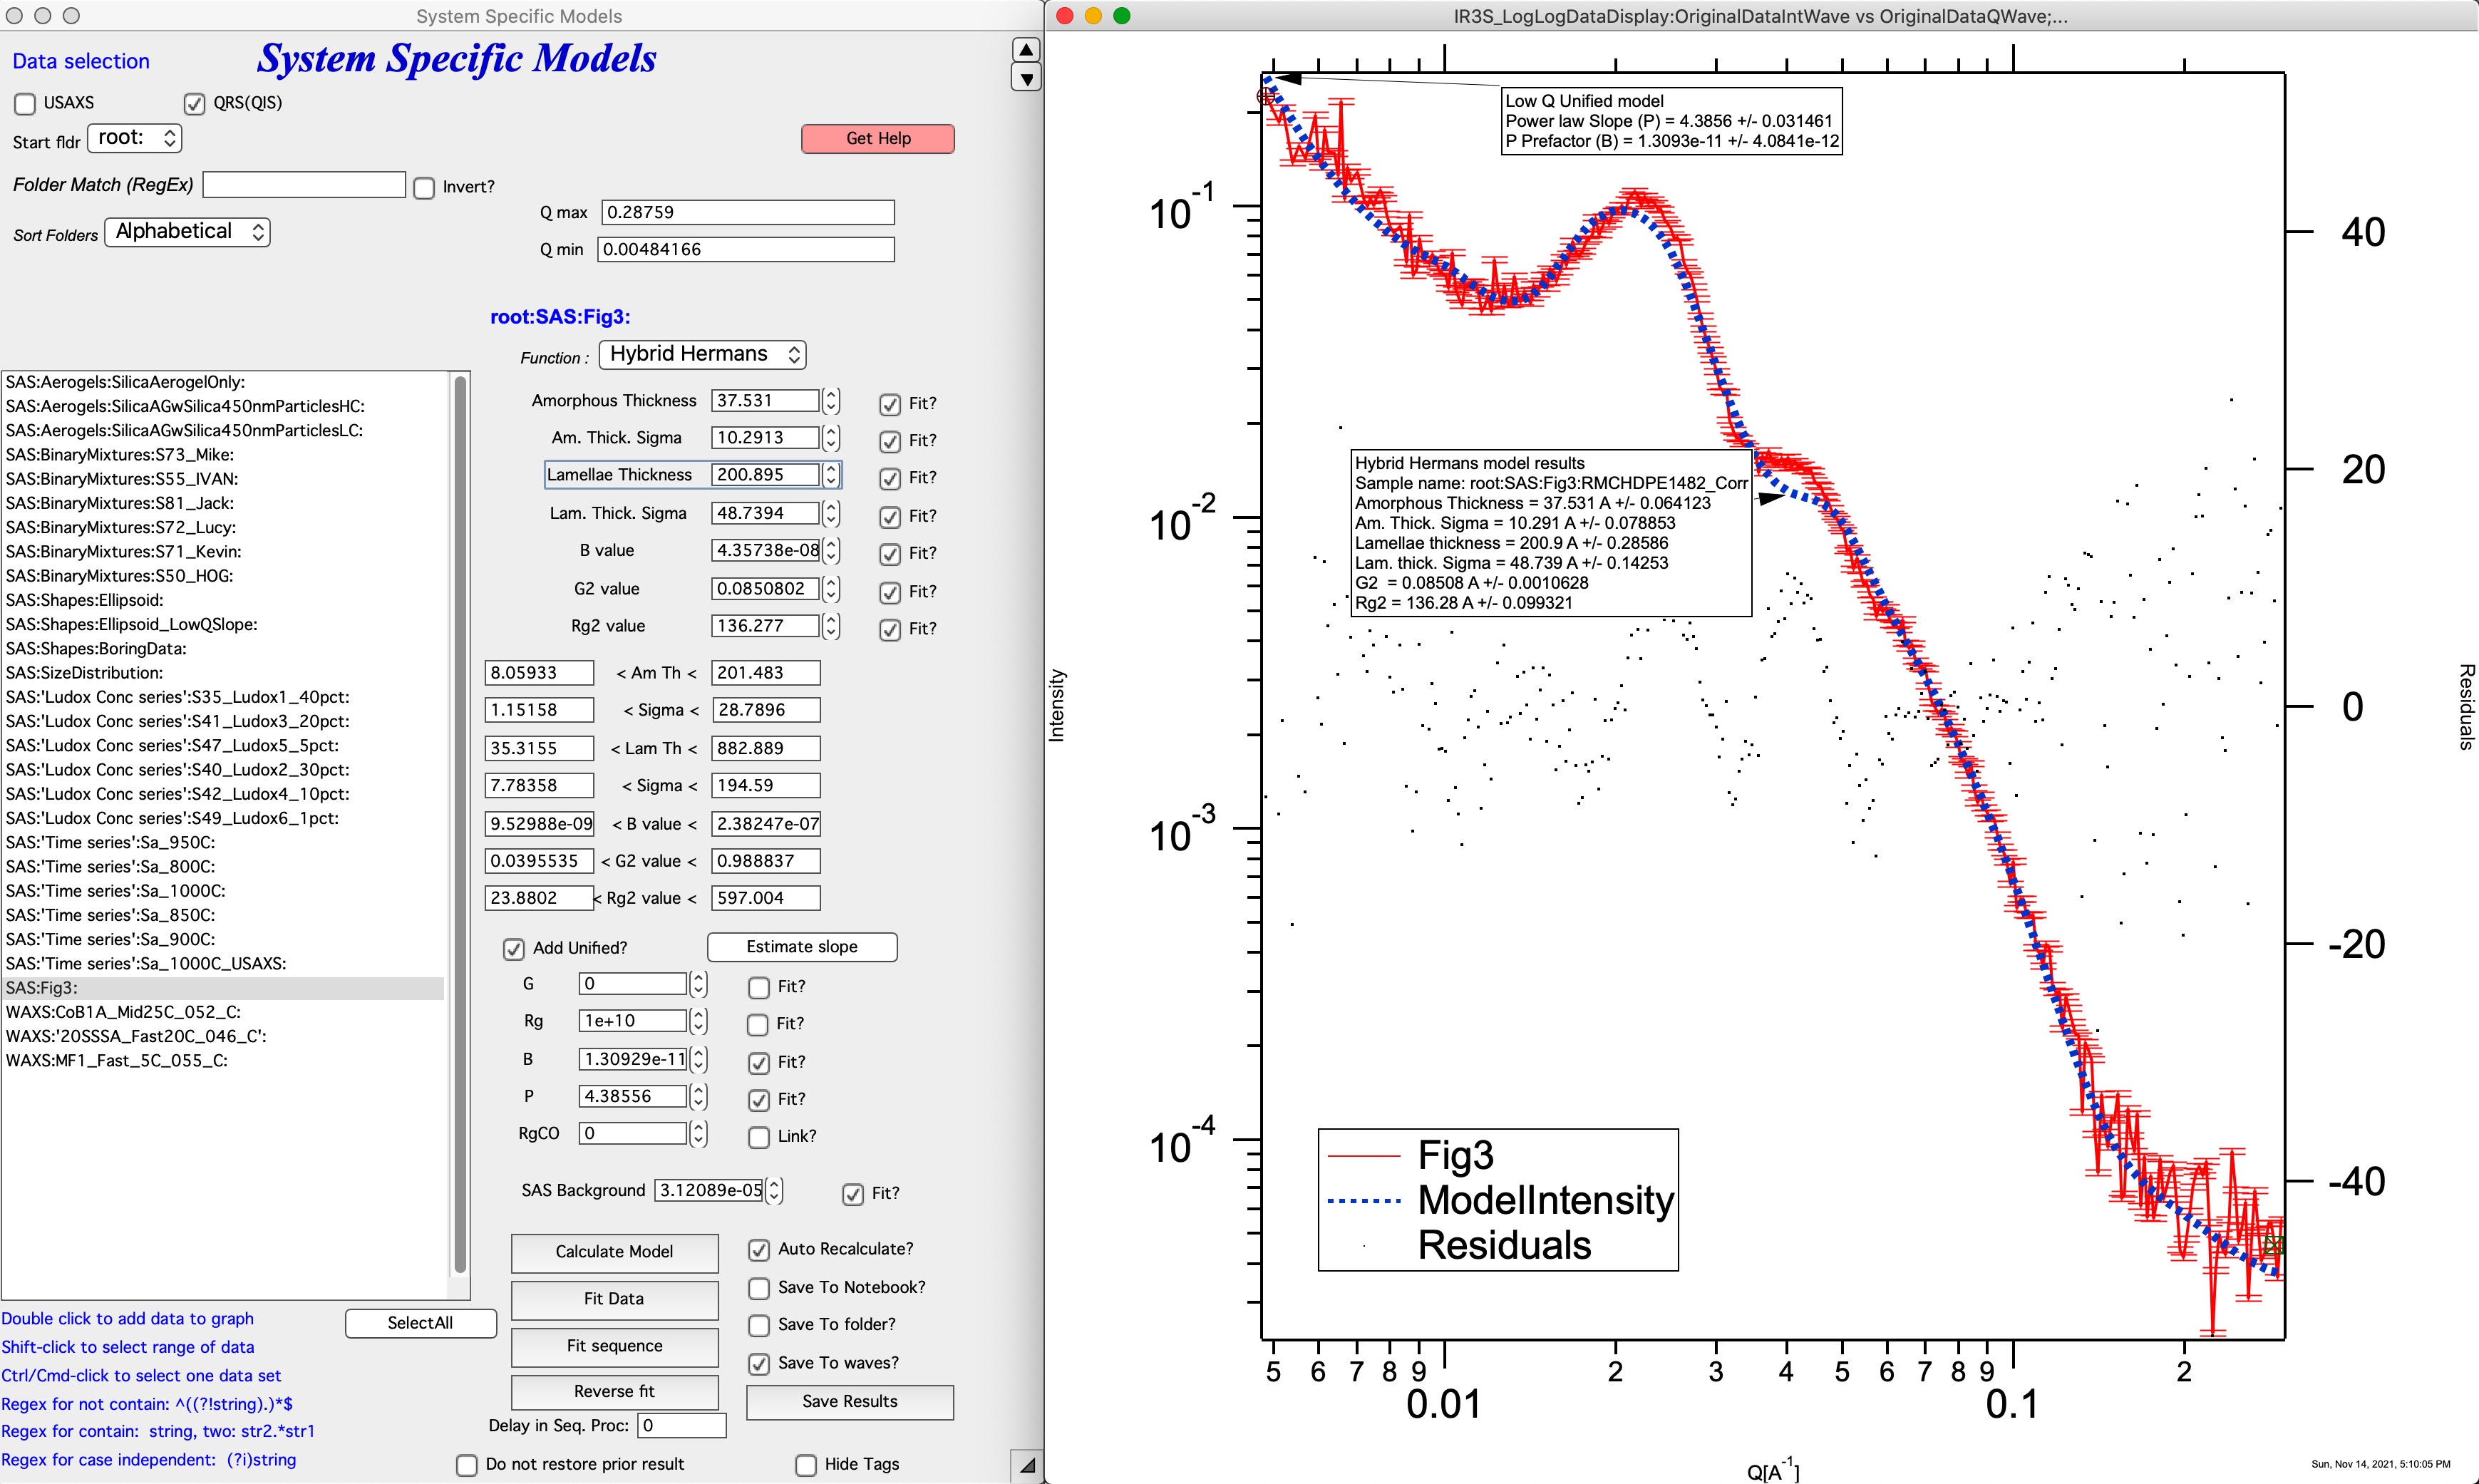 System Specific Models
Data selection
System Specific Models
USAXS
QRS(QIS)
Start fldr
root:
Get Help
Folder Match (RegEx)
Invert?
Sort Folders
Alphabetical
Q max
0.28759
Q min
0.00484166
root:SAS:Fig3:
Function :
Hybrid Hermans
SAS:Aerogels:SilicaAerogelOnly:
SAS:Aerogels:SilicaAGwSilica450nmParticlesHC:
SAS:Aerogels:SilicaAGwSilica450nmParticlesLC:
SAS:BinaryMixtures:S73_Mike:
SAS:BinaryMixtures:S55_IVAN:
SAS:BinaryMixtures:S81_Jack:
SAS:BinaryMixtures:S72_Lucy:
SAS:BinaryMixtures:S71_Kevin:
SAS:BinaryMixtures:S50_HOG:
SAS:Shapes:Ellipsoid:
SAS:Shapes:Ellipsoid_LowQSlope:
SAS:Shapes:BoringData:
SAS:SizeDistribution:
SAS:'Ludox Conc series':S35_Ludox1_40pct:
SAS:'Ludox Conc series':S41_Ludox3_20pct:
SAS:'Ludox Conc series':S47_Ludox5_5pct:
SAS:'Ludox Conc series':S40_Ludox2_30pct:
SAS:'Ludox Conc series':S42_Ludox4_10pct:
SAS:'Ludox Conc series':S49_Ludox6_1pct:
SAS:'Time series':Sa_950C:
SAS:'Time series':Sa_800C:
SAS:'Time series':Sa_1000C:
SAS:'Time series':Sa_850C:
SAS:'Time series':Sa_900C:
SAS:'Time series':Sa_1000C_USAXS:
SAS:Fig3:
WAXS:CoB1A_Mid25C_052_C:
WAXS:'20SSSA_Fast20C_046_C':
WAXS:MF1_Fast_5C_055_C:
Double click to add data to graph
Shift-click to select range of data
Ctrl/Cmd-click to select one data set
Regex for not contain: ^((?!string).)*$
Regex for contain:  string, two: str2.*str1
Regex for case independent:  (?i)string
SelectAll
Amorphous Thickness 37.531 Fit?
Am. Thick. Sigma 10.2913 Fit?
Lamellae Thickness 200.895 Fit?
Lam. Thick. Sigma 48.7394 Fit?
B value 4.35738e-08 Fit?
G2 value 0.0850802 Fit?
Rg2 value 136.277 Fit?
8.05933 < Am Th < 201.483
1.15158 < Sigma < 28.7896
35.3155 < Lam Th < 882.889
7.78358 < Sigma < 194.59
9.52988e-09 < B value < 2.38247e-07
0.0395535 < G2 value < 0.988837
23.8802 < Rg2 value < 597.004
Add Unified?
Estimate slope
G 0 Fit?
Rg 1e+10 Fit?
B 1.30929e-11 Fit?
P 4.38556 Fit?
RgCO 0 Link?
SAS Background 3.12089e-05 Fit?
Calculate Model
Auto Recalculate?
Fit Data
Save To Notebook?
Save To folder?
Fit sequence
Save To waves?
Reverse fit
Save Results
Delay in Seq. Proc: 0
Do not restore prior result
Hide Tags
IR3S_LogLogDataDisplay:OriginalDataIntWave vs OriginalDataQWave;...
Low Q Unified model
Power law Slope (P) = 4.3856 +/- 0.031461
P Prefactor (B) = 1.3093e-11 +/- 4.0841e-12
Hybrid Hermans model results
Sample name: root:SAS:Fig3:RMCHDPE1482_Corr
Amorphous Thickness = 37.531 A +/- 0.064123
Am. Thick. Sigma = 10.291 A +/- 0.078853
Lamellae thickness = 200.9 A +/- 0.28586
Lam. thick. Sigma = 48.739 A +/- 0.14253
G2  = 0.08508 A +/- 0.0010628
Rg2 = 136.28 A +/- 0.099321
Intensity
10-1
10-2
10-3
10-4
40
20
0
-20
-40
Residuals
Fig3
ModelIntensity
Residuals
5 6 7 8 9 2 3 4 5 6 7 8 9 2
0.01 0.1
Q[A-1]
Sun, Nov 14, 2021, 5:10:05 PM